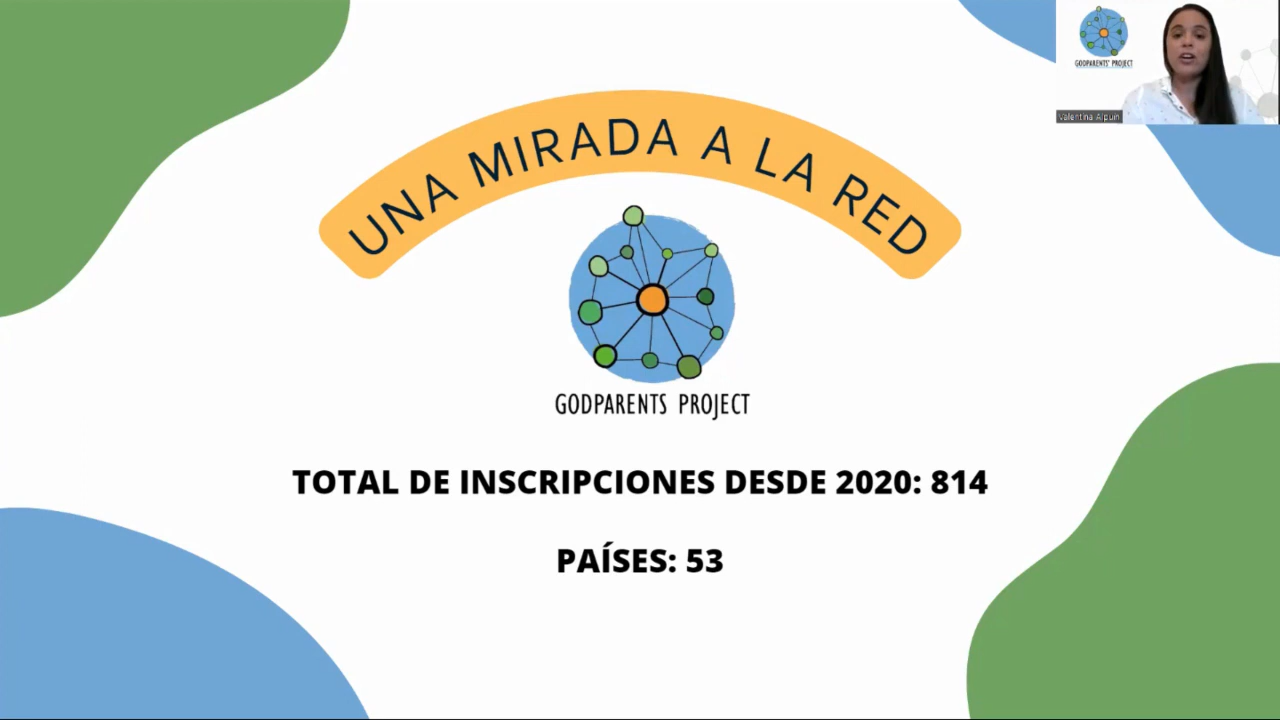 GODPARENTS' PROJECT
Valentina Alpuin
UNA MIRADA A LA RED
GODPARENTS PROJECT
TOTAL DE INSCRIPCIONES DESDE 2020: 814
PAÍSES: 53